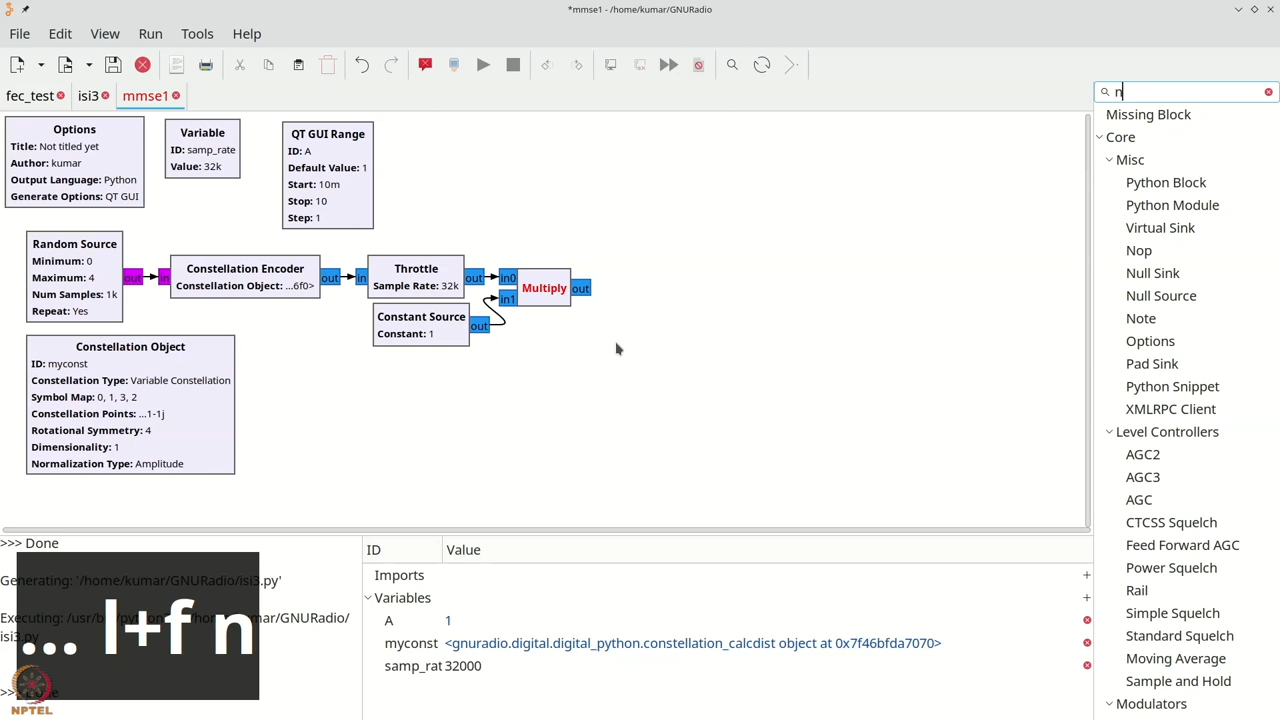 *mmse1 - /home/kumar/GNURadio
File Edit View Run Tools Help
fec_test isi3 mmse1
n
Options
Title: Not titled yet
Author: kumar
Output Language: Python
Generate Options: QT GUI
Variable
ID: samp_rate
Value: 32k
QT GUI Range
ID: A
Default Value: 1
Start: 10m
Stop: 10
Step: 1
Random Source
Minimum: 0
Maximum: 4
Num Samples: 1k
Repeat: Yes
out
in
Constellation Encoder
Constellation Object: ...6f0>
out
in
Throttle
Sample Rate: 32k
out
in0
in1
Multiply
out
Constant Source
Constant: 1
out
Constellation Object
ID: myconst
Constellation Type: Variable Constellation
Symbol Map: 0, 1, 3, 2
Constellation Points: ...1-1j
Rotational Symmetry: 4
Dimensionality: 1
Normalization Type: Amplitude
Missing Block
Core
Misc
Python Block
Python Module
Virtual Sink
Nop
Null Sink
Null Source
Note
Options
Pad Sink
Python Snippet
XMLRPC Client
Level Controllers
AGC2
AGC3
AGC
CTCSS Squelch
Feed Forward AGC
Power Squelch
Rail
Simple Squelch
Standard Squelch
Moving Average
Sample and Hold
Modulators
>>> Done
Generating: '/home/kumar/GNURadio/isi3.py'
Executing: /usr/b
mar/GNURadio/
isi3.py
>>>
... l+f n
NPTEL
ID Value
Imports
Variables
A 1
myconst <gnuradio.digital.digital_python.constellation_calcdist object at 0x7f46bfda7070>
samp_rat 32000